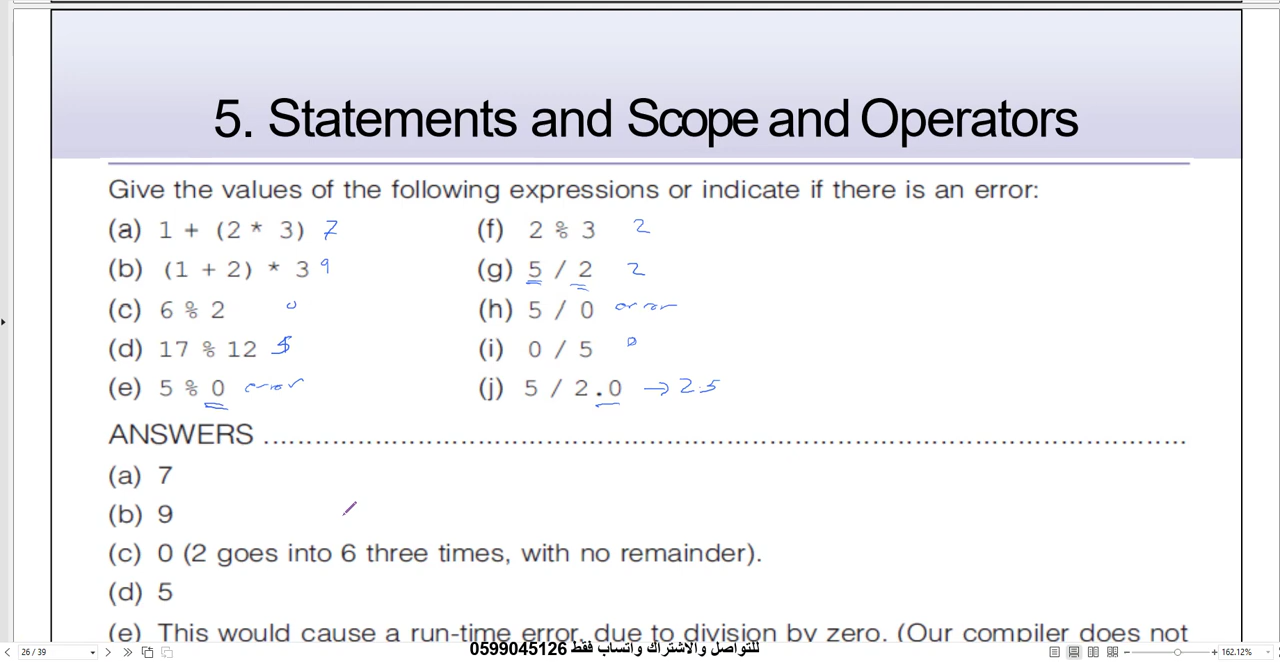 5. Statements and Scope and Operators
Give the values of the following expressions or indicate if there is an error:
(a) 1 + (2 * 3) 7
(b) (1 + 2) * 3 9
(c) 6 % 2 0
(d) 17 % 12 5
(e) 5 % 0 error
(f) 2 % 3 2
(g) 5 / 2 2
(h) 5 / 0 error
(i) 0 / 5 0
(j) 5 / 2.0 → 2.5
ANSWERS ........................................................................................................
(a) 7
(b) 9
(c) 0 (2 goes into 6 three times, with no remainder).
(d) 5
(e) This would cause a run-time error, due to division by zero. (Our compiler does not
للتواصل والاشتراك واتساب فقط 0599045126
26 / 39
162.12%